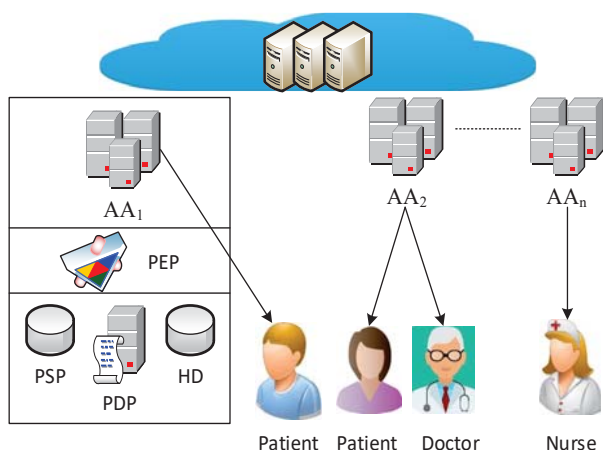 AA1
AA2
AAn
PEP
PSP
HD
PDP
Patient
Patient
Doctor
Nurse